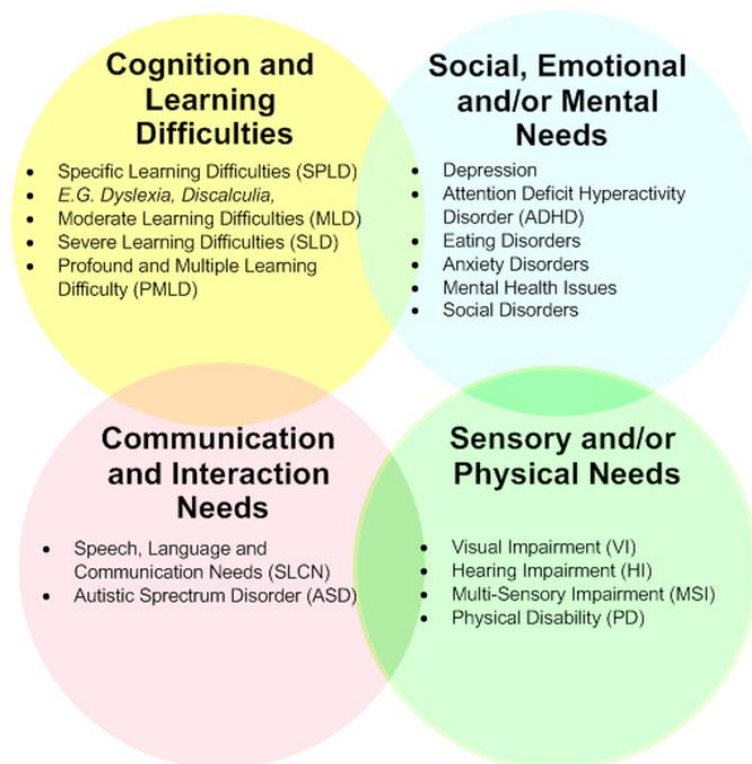 Cognition and
Learning
Difficulties
• Specific Learning Difficulties (SPLD)
• E.G. Dyslexia, Discalculia,
• Moderate Learning Difficulties (MLD)
• Severe Learning Difficulties (SLD)
• Profound and Multiple Learning
Difficulty (PMLD)
Social, Emotional
and/or Mental
Needs
• Depression
• Attention Deficit Hyperactivity
Disorder (ADHD)
• Eating Disorders
• Anxiety Disorders
• Mental Health Issues
• Social Disorders
Communication
and Interaction
Needs
• Speech, Language and
Communication Needs (SLCN)
• Autistic Sprectrum Disorder (ASD)
Sensory and/or
Physical Needs
• Visual Impairment (VI)
• Hearing Impairment (HI)
• Multi-Sensory Impairment (MSI)
• Physical Disability (PD)